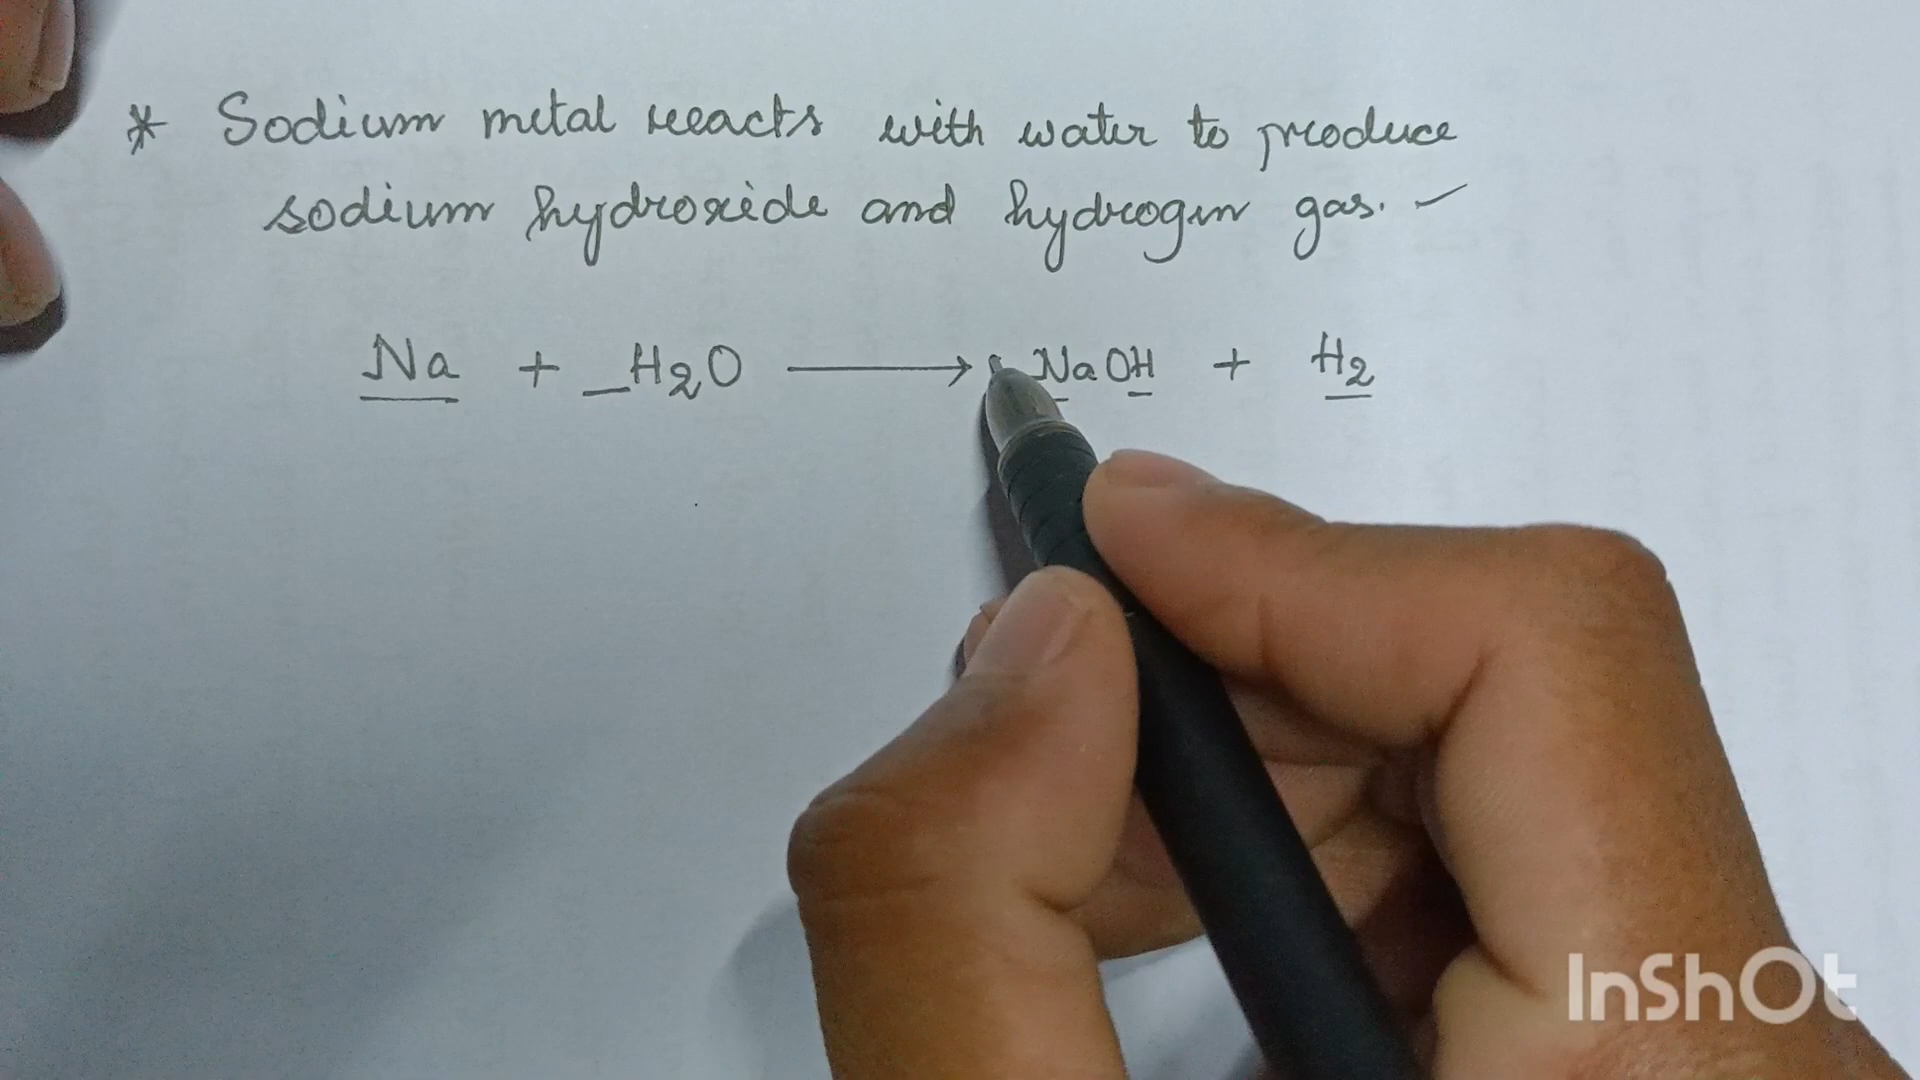 * Sodium metal reacts with water to produce
sodium hydroxide and hydrogen gas.
Na + _H2O → NaOH + H2
InShOt